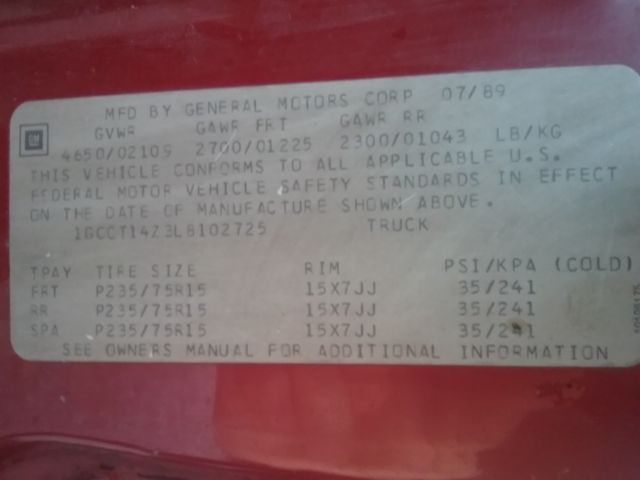 MFD BY GENERAL MOTORS CORP 07/89
GVWR GAWR FRT GAWR RR
GM
4650/02109 2700/01225 2300/01043 LB/KG
THIS VEHICLE CONFORMS TO ALL APPLICABLE U.S.
FEDERAL MOTOR VEHICLE SAFETY STANDARDS IN EFFECT
ON THE DATE OF MANUFACTURE SHOWN ABOVE.
1GCCT14Z3L8102725 TRUCK
TPAY TIRE SIZE RIM PSI/KPA (COLD)
FRT P235/75R15 15X7JJ 35/241
RR P235/75R15 15X7JJ 35/241
SPA P235/75R15 15X7JJ 35/241
SEE OWNERS MANUAL FOR ADDITIONAL INFORMATION